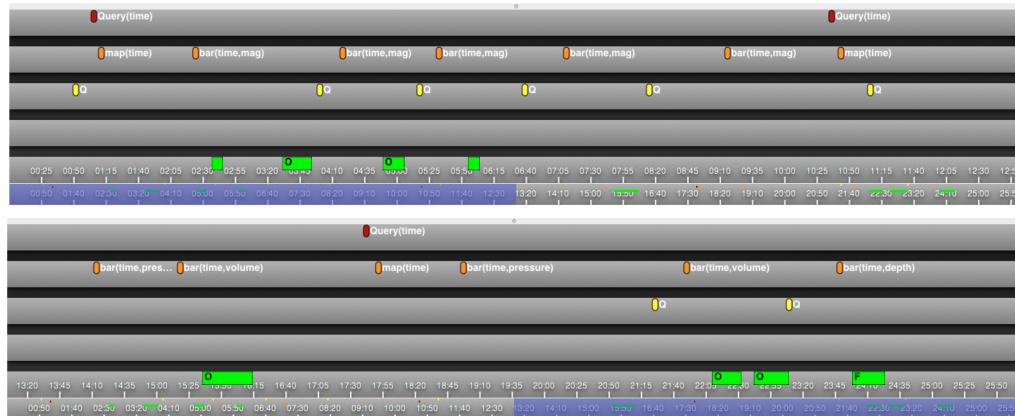 Query(time) Query(time)
map(time) bar(time,mag) bar(time,mag) bar(time,mag) bar(time,mag) bar(time,mag) map(time)
Q Q Q Q Q Q
O O
00:25 00:50 01:15 01:40 02:05 02:30 02:55 03:20 03:45 04:10 04:35 05:00 05:25 05:50 06:15 06:40 07:05 07:30 07:55 08:20 08:45 09:10 09:35 10:00 10:25 10:50 11:15 11:40 12:05 12:30
00:50 01:40 02:30 03:20 04:10 05:00 05:50 06:40 07:30 08:20 09:10 10:00 10:50 11:40 12:30 13:20 14:10 15:00 15:50 16:40 17:30 18:20 19:10 20:00 20:50 21:40 22:30 23:20 24:10 25:00
Query(time)
bar(time,pres... bar(time,volume) map(time) bar(time,pressure) bar(time,volume) bar(time,depth)
Q Q
O O O F
13:20 13:45 14:10 14:35 15:00 15:25 15:50 16:15 16:40 17:05 17:30 17:55 18:20 18:45 19:10 19:35 20:00 20:25 20:50 21:15 21:40 22:05 22:30 22:55 23:20 23:45 24:10 24:35 25:00 25:25 25:50
00:50 01:40 02:30 03:20 04:10 05:00 05:50 06:40 07:30 08:20 09:10 10:00 10:50 11:40 12:30 13:20 14:10 15:00 15:50 16:40 17:30 18:20 19:10 20:00 20:50 21:40 22:30 23:20 24:10 25:00